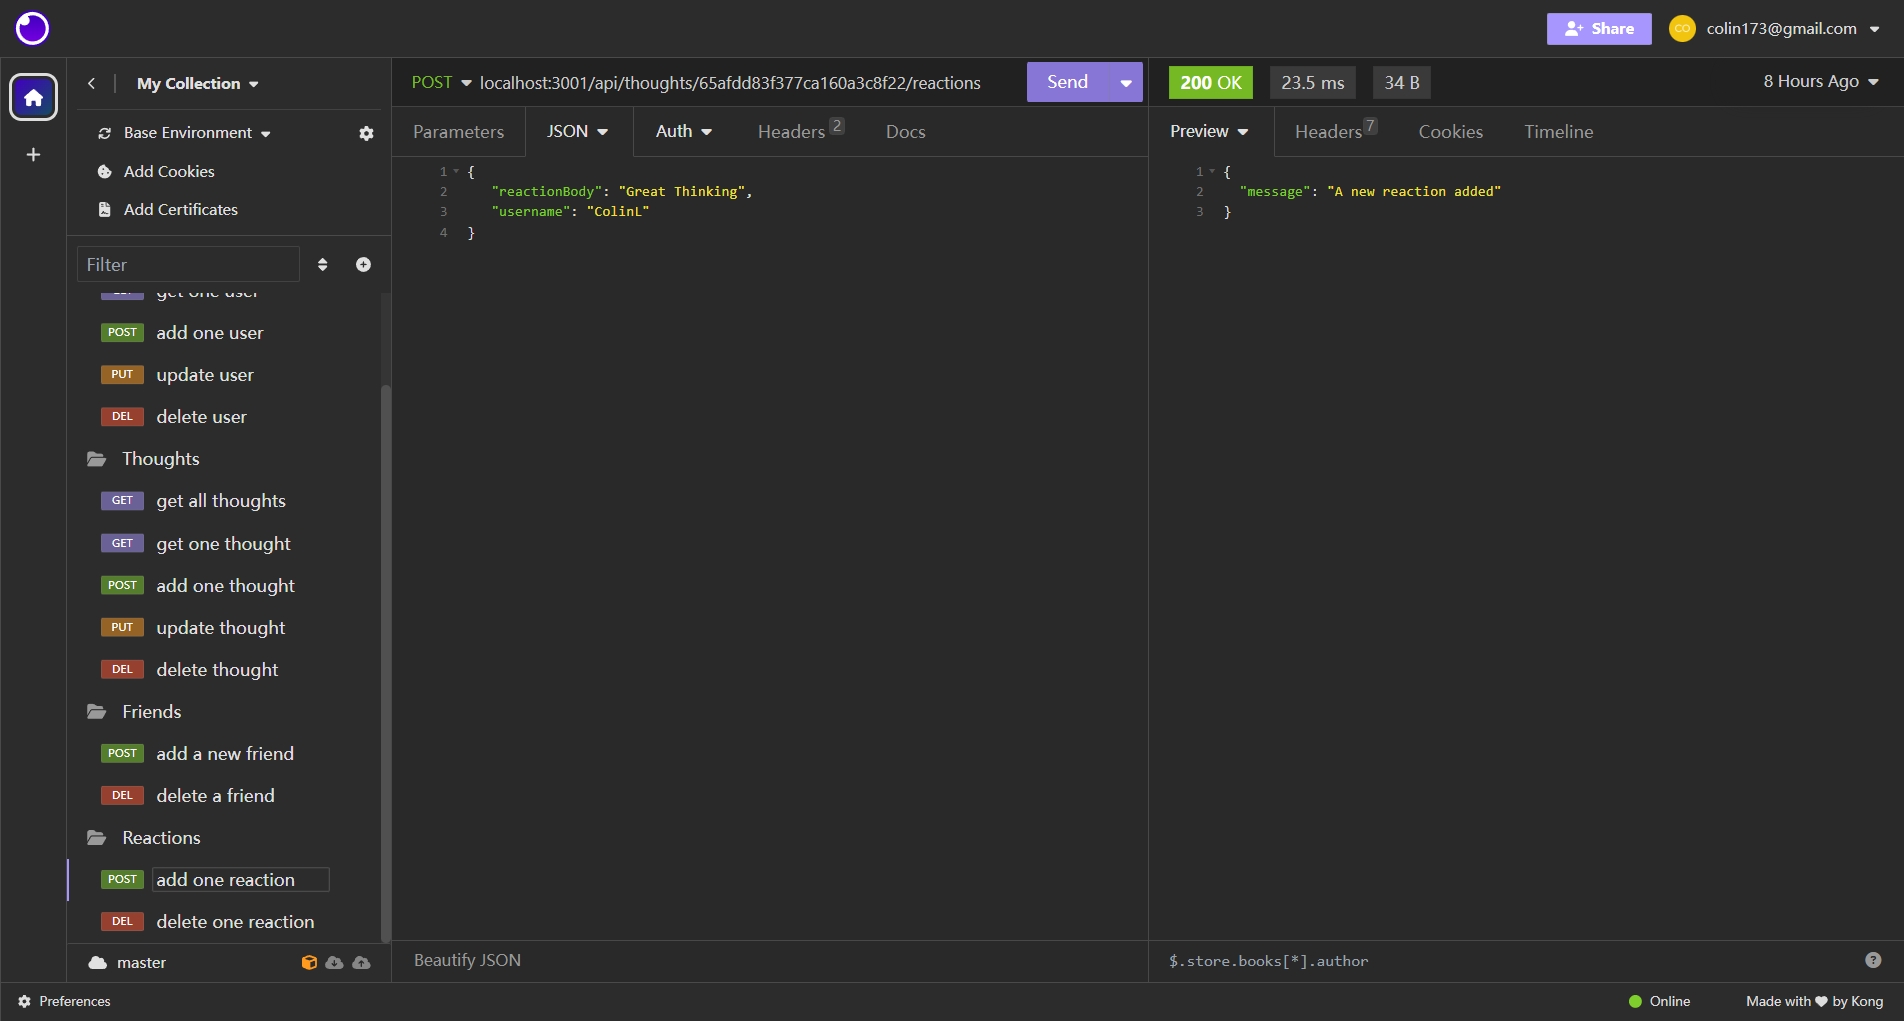 Share
CO
colin173@gmail.com
My Collection
Base Environment
Add Cookies
Add Certificates
Filter
get one user
POST add one user
PUT update user
DEL delete user
Thoughts
GET get all thoughts
GET get one thought
POST add one thought
PUT update thought
DEL delete thought
Friends
POST add a new friend
DEL delete a friend
Reactions
POST add one reaction
DEL delete one reaction
master
Preferences
POST localhost:3001/api/thoughts/65afdd83f377ca160a3c8f22/reactions
Send
Parameters JSON Auth Headers 2 Docs
1 {
2 "reactionBody": "Great Thinking",
3 "username": "ColinL"
4 }
Beautify JSON
200 OK 23.5 ms 34 B
8 Hours Ago
Preview Headers 7 Cookies Timeline
1 {
2 "message": "A new reaction added"
3 }
$.store.books[*].author
?
Online
Made with ♥ by Kong